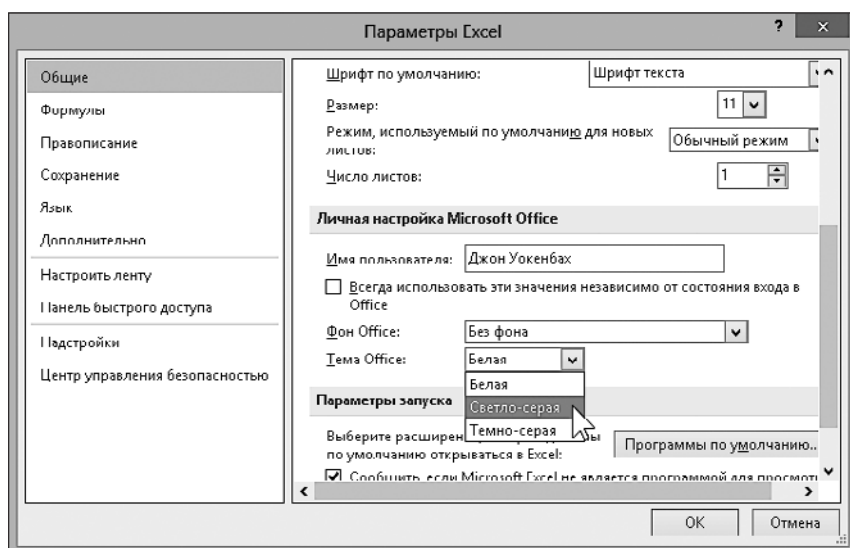 Параметры Excel ? ×
Общие
Формулы
Правописание
Сохранение
Язык
Дополнительно
Настроить ленту
Панель быстрого доступа
Надстройки
Центр управления безопасностью
Шрифт по умолчанию: Шрифт текста
Размер: 11
Режим, используемый по умолчанию для новых
листов: Обычный режим
Число листов: 1
Личная настройка Microsoft Office
Имя пользователя: Джон Уокенбах
Всегда использовать эти значения независимо от состояния входа в
Office
Фон Office: Без фона
Тема Office: Белая
Белая
Светло-серая
Темно-серая
Параметры запуска
Выберите
по умолчанию открываться в Excel:
Программы по умолчанию...
Сообщить, если Microsoft Excel не является программой для
OK Отмена